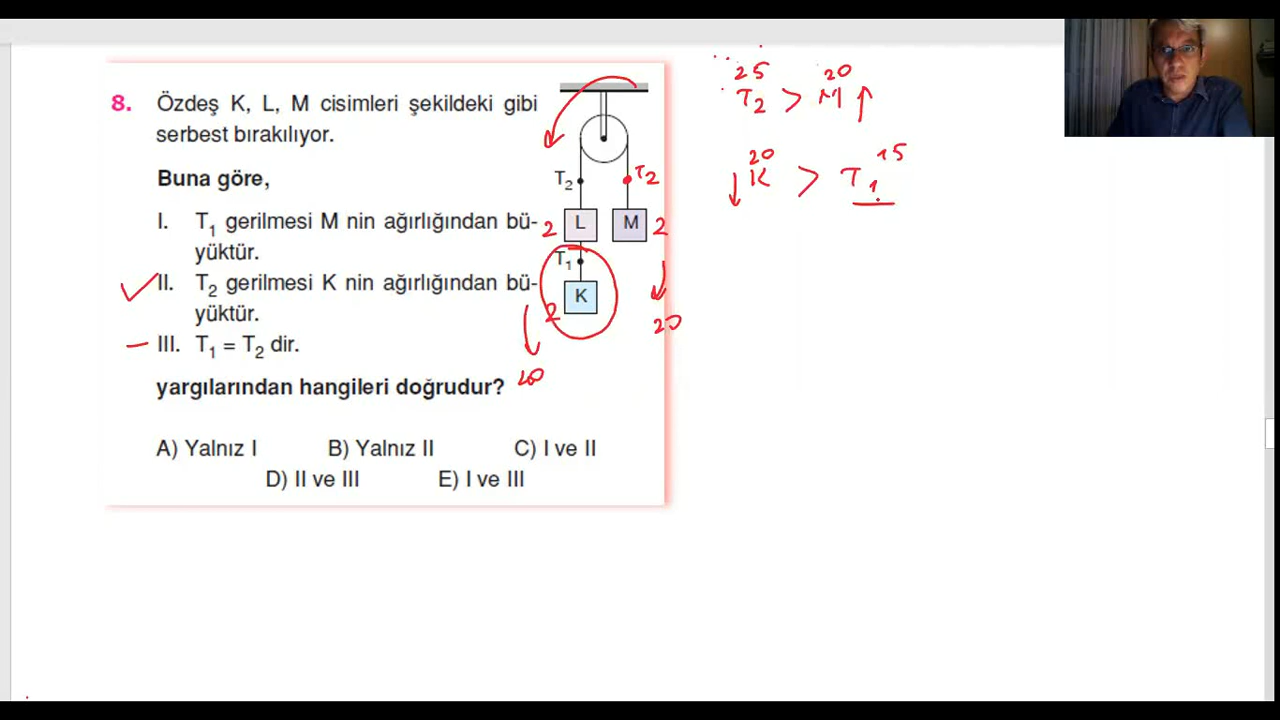 8. Özdeş K, L, M cisimleri şekildeki gibi
serbest bırakılıyor.
Buna göre,
I. T1 gerilmesi M nin ağırlığından bü-
yüktür.
II. T2 gerilmesi K nin ağırlığından bü-
yüktür.
III. T1 = T2 dir.
yargılarından hangileri doğrudur?
A) Yalnız I B) Yalnız II C) I ve II
D) II ve III E) I ve III
T2 T2
2 L M 2
T1
K
2
20
20
25 20
T2 > M
20 15
K > T1